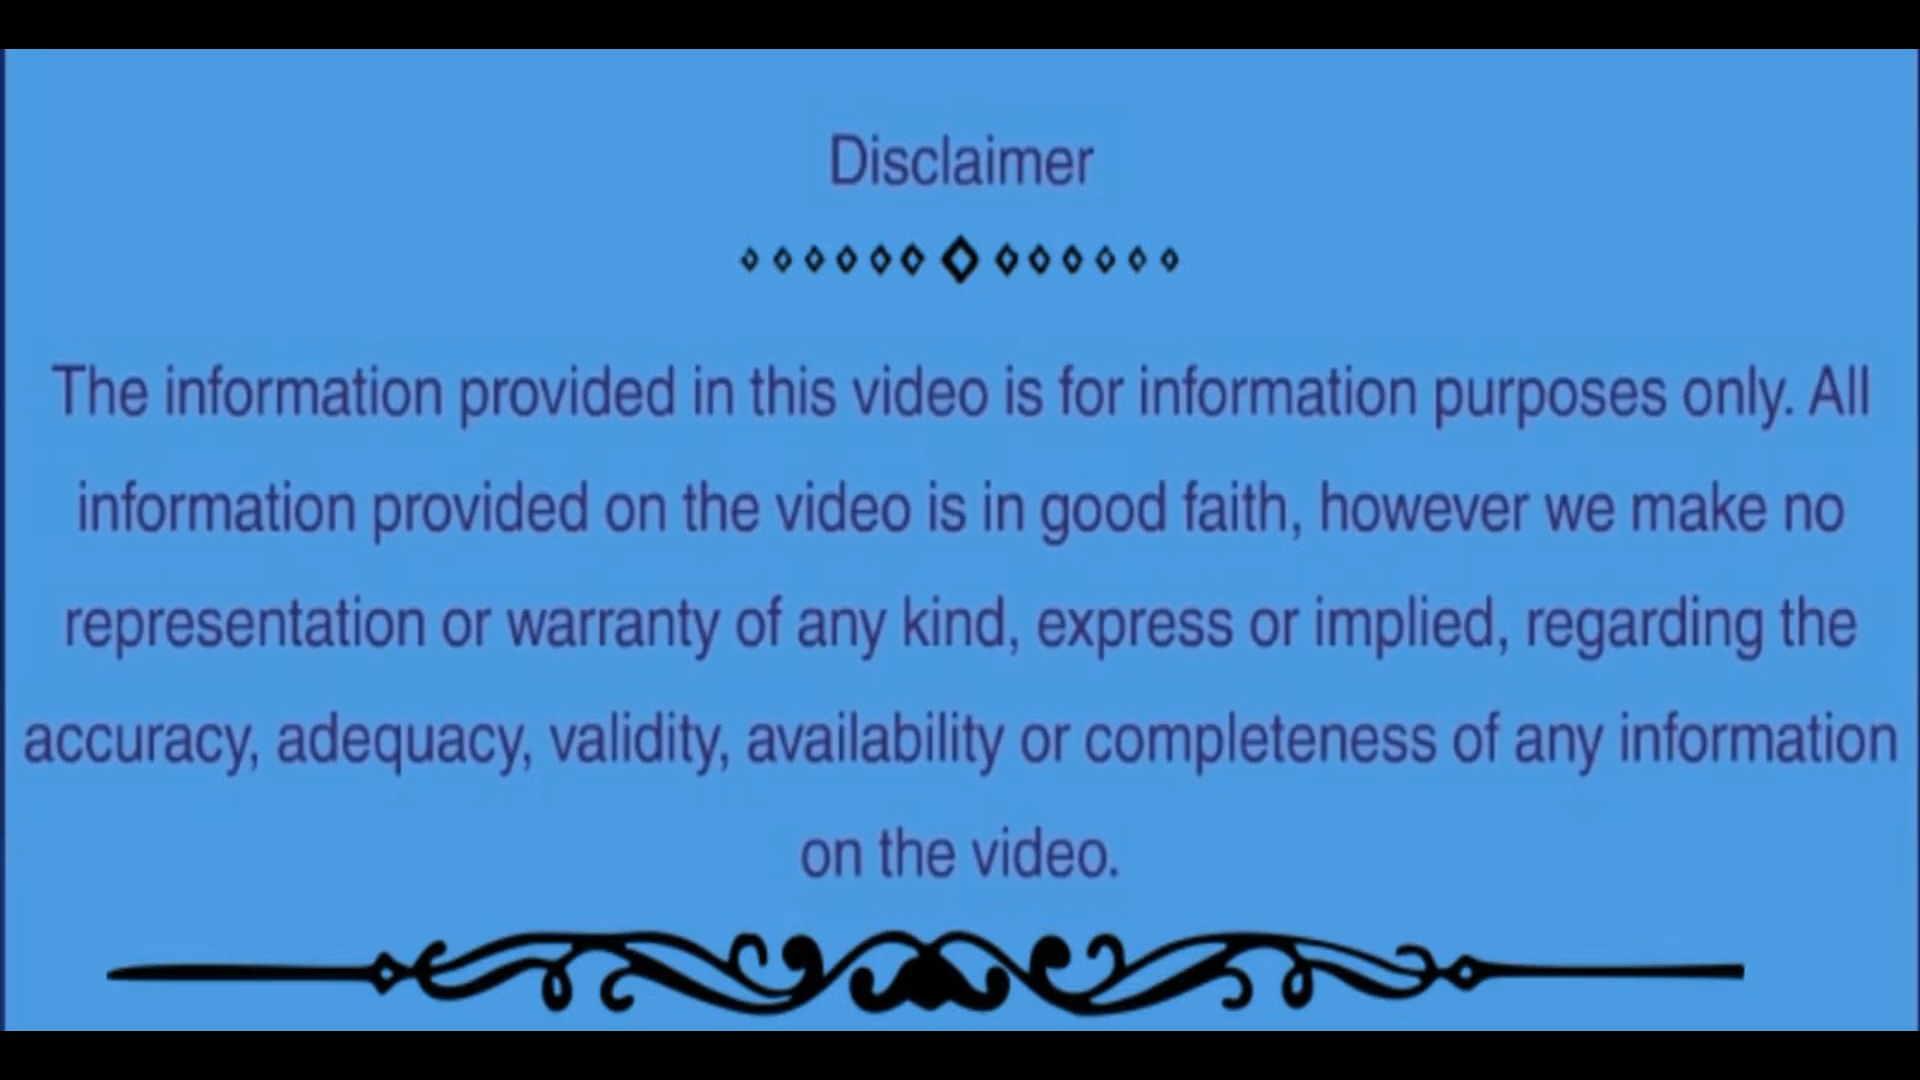 Disclaimer
The information provided in this video is for information purposes only. All
information provided on the video is in good faith, however we make no
representation or warranty of any kind, express or implied, regarding the
accuracy, adequacy, validity, availability or completeness of any information
on the video.